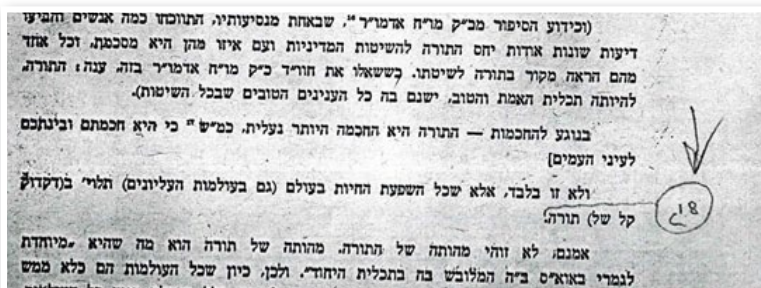 (וכידוע הסיפור מכ״ק מו״ח אדמו״ר, שבאחת מנסיעותיו, התווכחו כמה אנשים והביעו
דיעות שונות אודות יחס התורה להשיטות המדיניות ועם איזו מהן היא מסכמת, וכל אחד
מהם הראה מקור בתורה לשיטתו. כששאלו את חוו״ד כ״ק מו״ח אדמו״ר בזה, ענה: התורה,
להיותה תכלית האמת והטוב, ישנם בה כל הענינים הטובים שבכל השיטות).
בנוגע להחכמות — התורה היא החכמה היותר נעלית, כמ״ש כי היא חכמתם ובינתכם
לעיני העמים]
ולא זו בלבד, אלא שכל השפעת החיות בעולם (גם בעולמות העליונים) תלוי׳ ב(דקדוק
קל של) תורה.
18
אמנם, לא זוהי מהותה של התורה. מהותה של תורה הוא מה שהיא „מיוחדת
לגמרי באוא״ס ב״ה המלובש בה בתכלית היחוד״. ולכן, כיון שכל העולמות הם כלא ממש